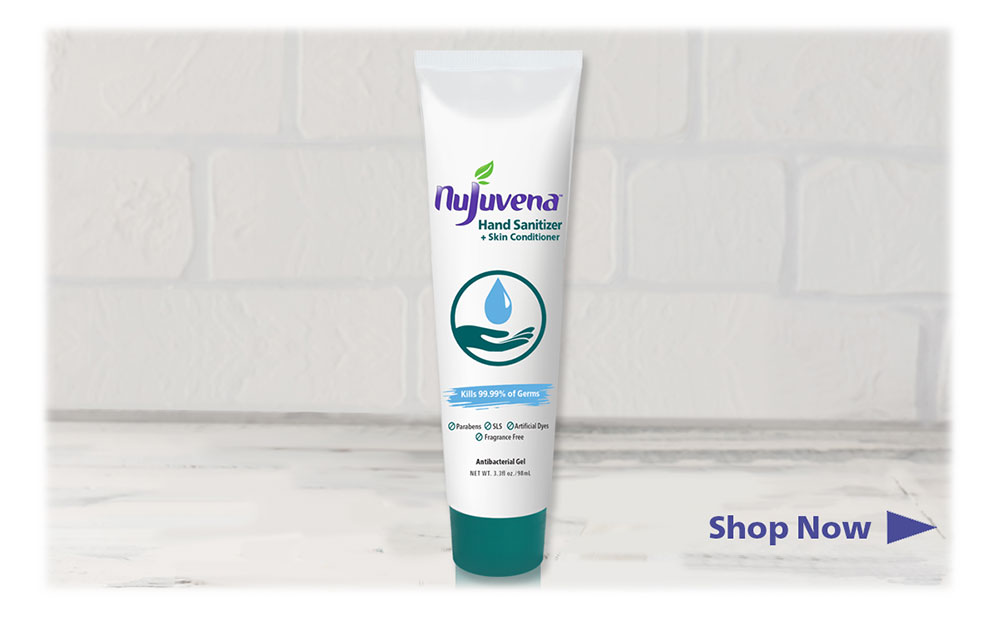 nuJuvena™
Hand Sanitizer
+ Skin Conditioner
Kills 99.99% of Germs
Parabens SLS Artificial Dyes
Fragrance Free
Antibacterial Gel
NET WT. 3.3fl oz./98mL
Shop Now